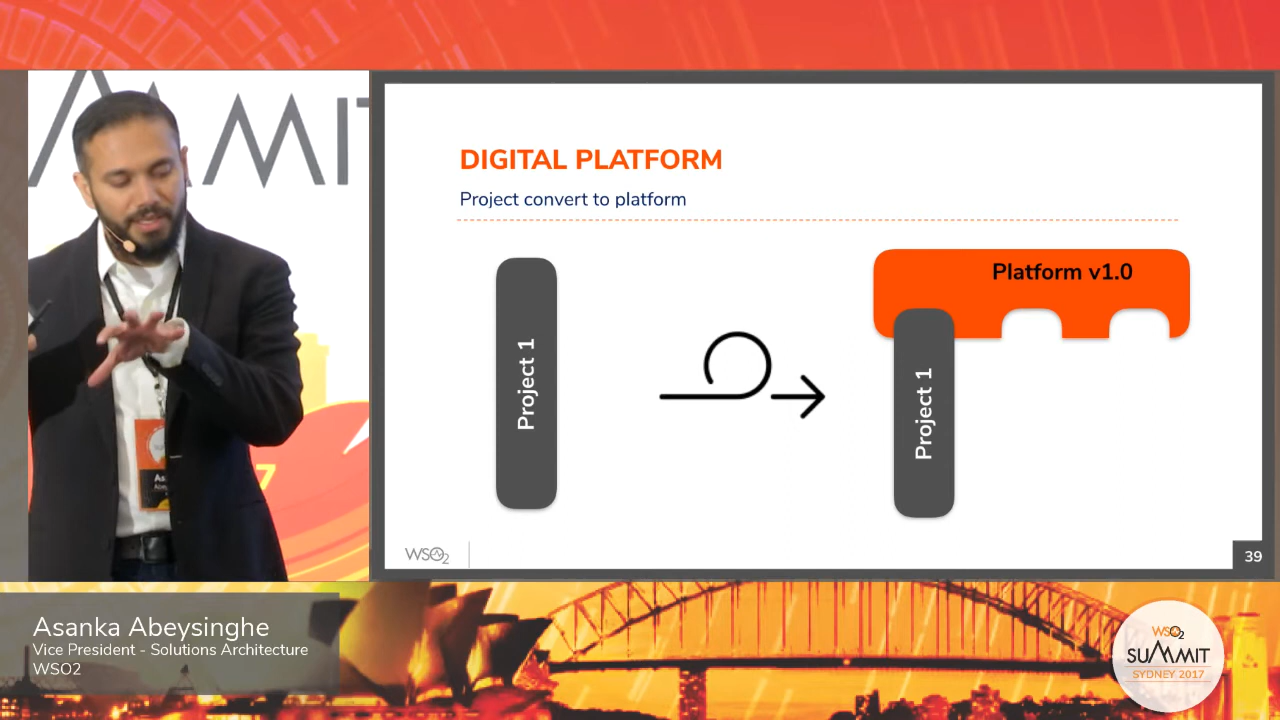 DIGITAL PLATFORM
Project convert to platform
Project 1
Platform v1.0
Project 1
WSO2
39
Asanka Abeysinghe
Vice President - Solutions Architecture
WSO2
WSO2
SUMMIT
SYDNEY 2017